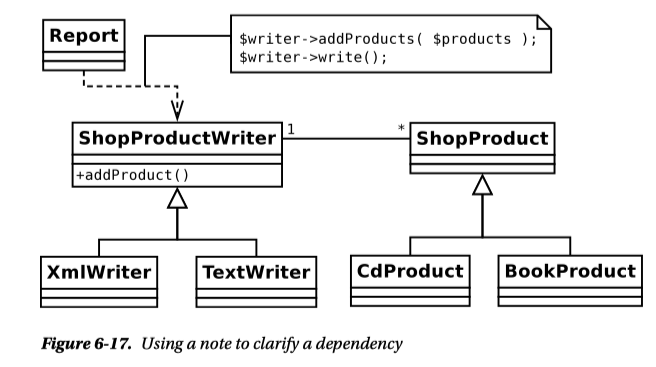 Report
$writer->addProducts( $products );
$writer->write();
ShopProductWriter
1
*
ShopProduct
+addProduct()
XmlWriter
TextWriter
CdProduct
BookProduct
Figure 6-17. Using a note to clarify a dependency